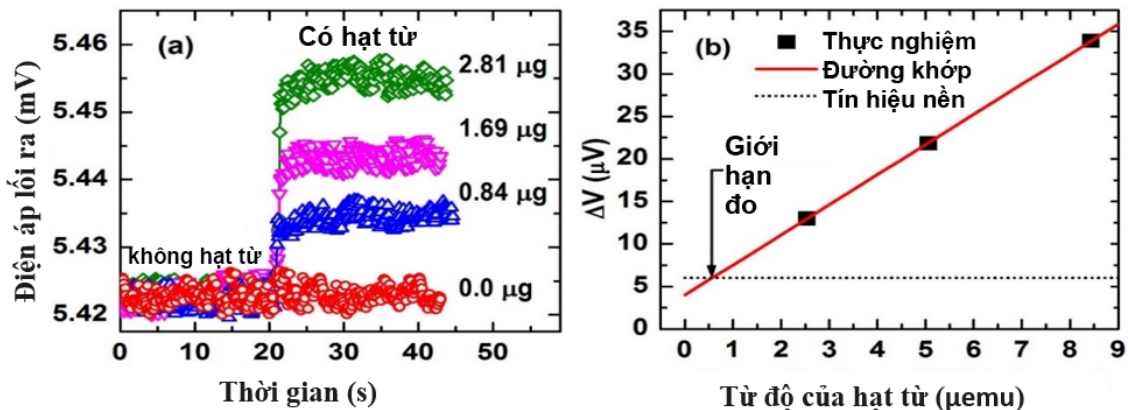 (a)
Có hạt từ
2.81 µg
1.69 µg
0.84 µg
0.0 µg
không hạt từ
Điện áp lối ra (mV)
5.46
5.45
5.44
5.43
5.42
0 10 20 30 40 50
Thời gian (s)
(b)
Thực nghiệm
Đường khớp
Tín hiệu nền
Giới
hạn
đo
ΔV (µV)
35
30
25
20
15
10
5
0
0 1 2 3 4 5 6 7 8 9
Từ độ của hạt từ (µemu)